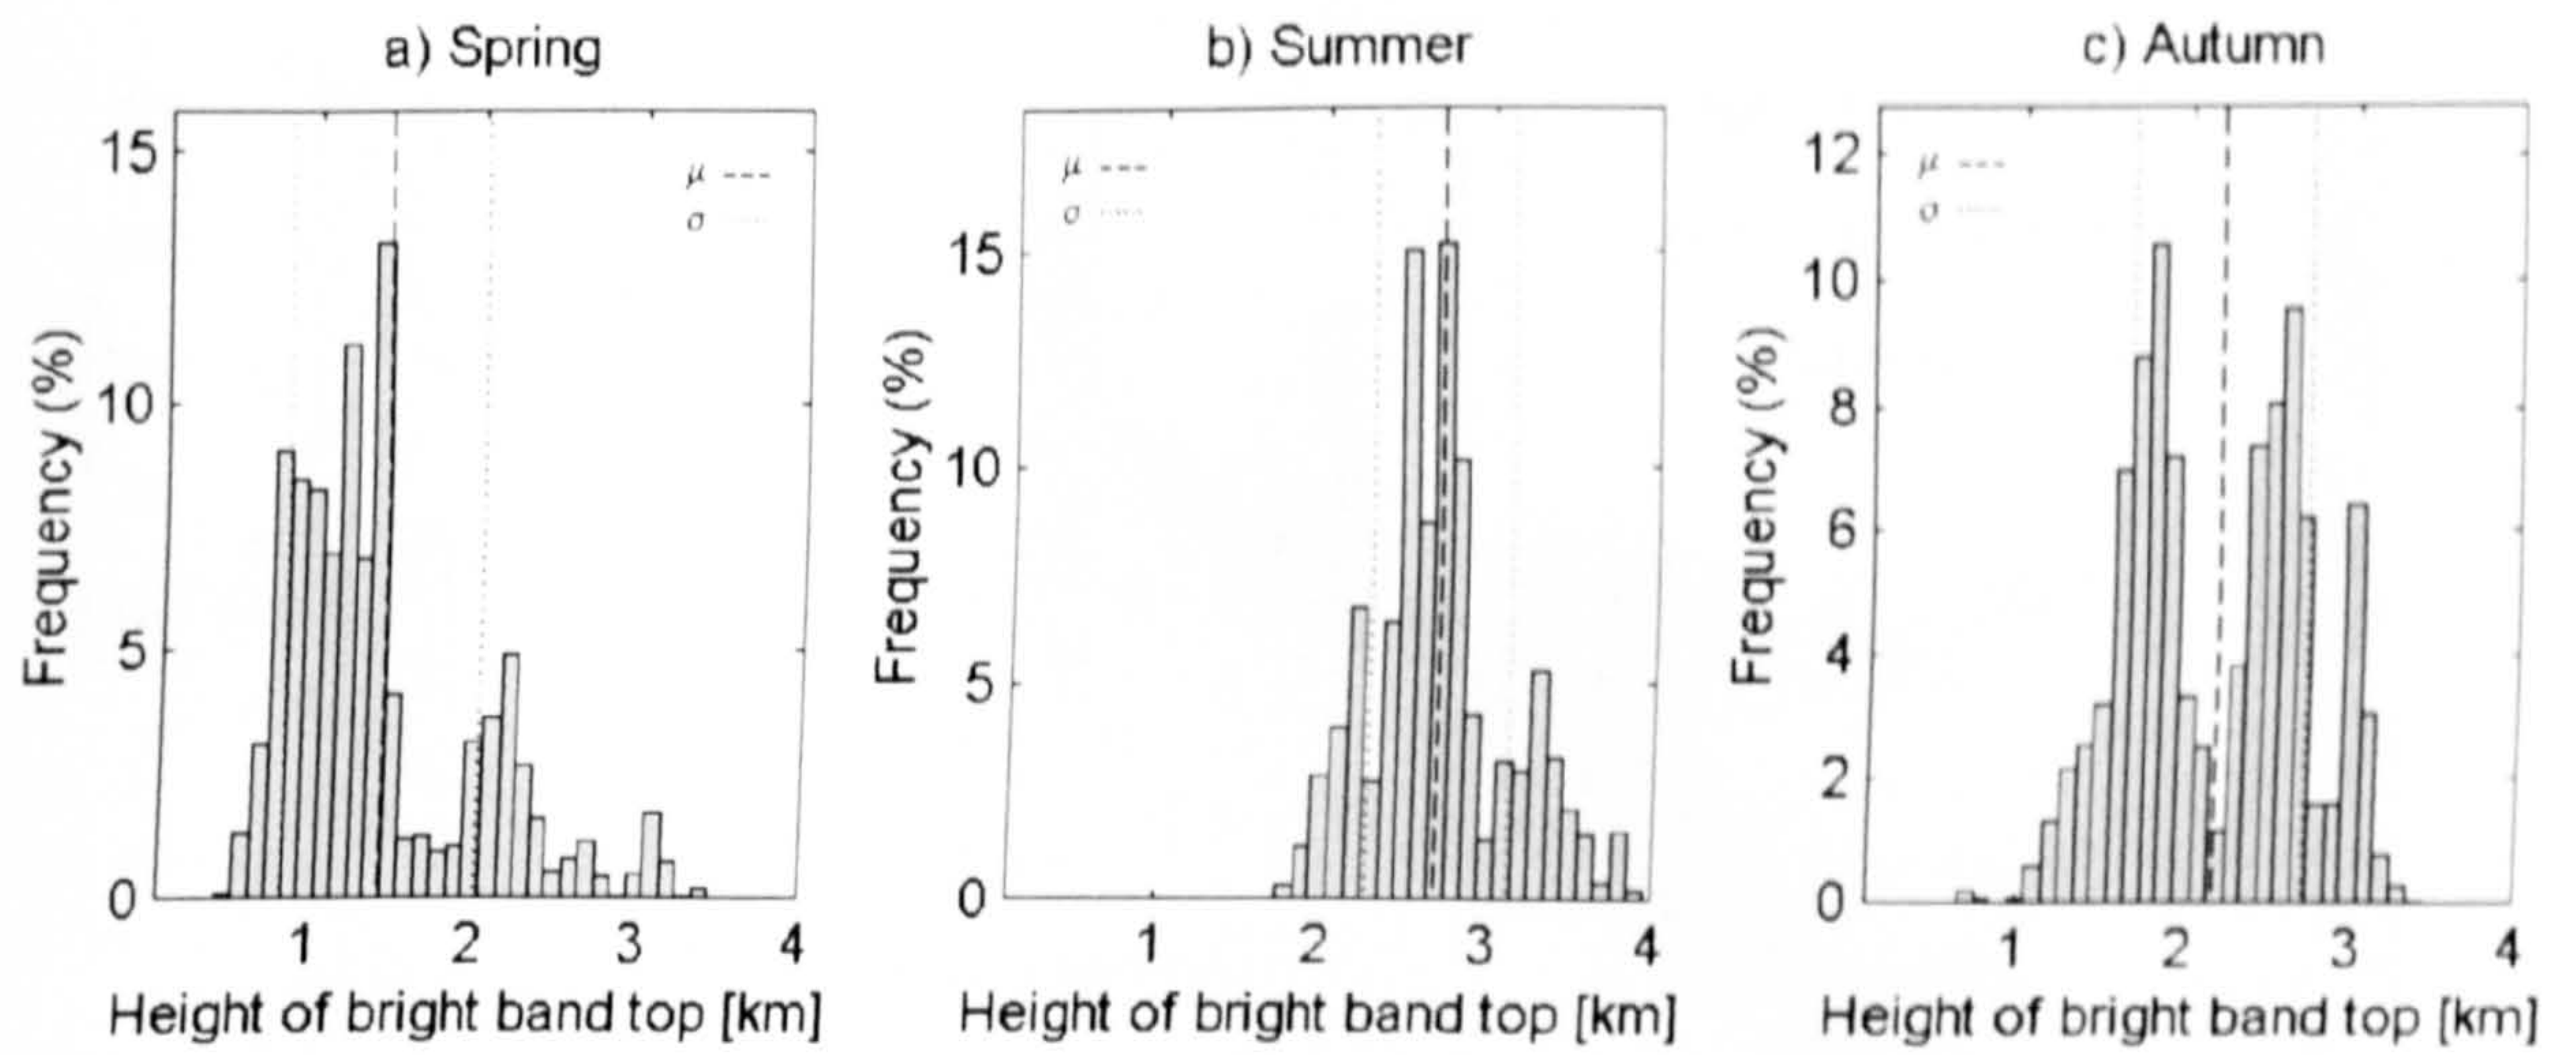 a) Spring
b) Summer
c) Autumn
15
10
5
0
μ
σ
Frequency (%)
1 2 3 4
Height of bright band top [km]
15
10
5
0
μ
σ
Frequency (%)
1 2 3 4
Height of bright band top [km]
12
10
8
6
4
2
0
μ
σ
Frequency (%)
1 2 3 4
Height of bright band top [km]